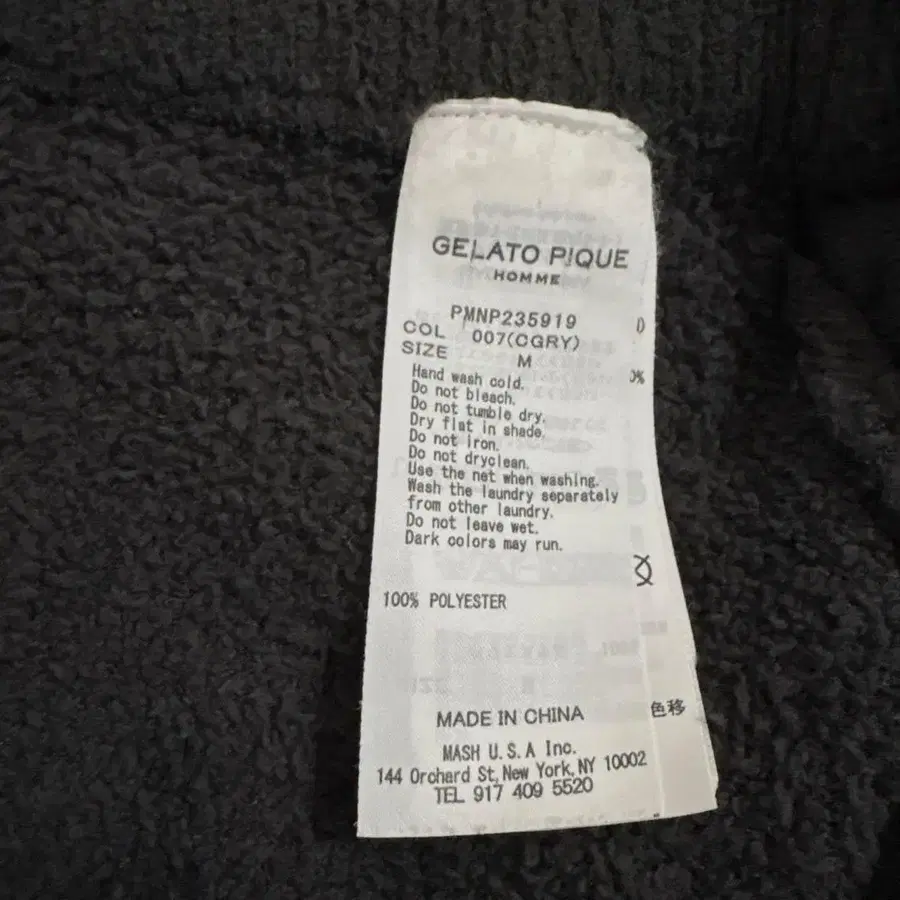 GELATO PIQUE
HOMME
PMNP235919
COL 007(CGRY)
SIZE M
Hand wash cold.
Do not bleach.
Do not tumble dry.
Dry flat in shade.
Do not iron.
Do not dryclean.
Use the net when washing.
Wash the laundry separately
from other laundry.
Do not leave wet.
Dark colors may run.
100% POLYESTER
MADE IN CHINA
MASH U.S.A Inc.
144 Orchard St, New York, NY 10002
TEL 917 409 5520
0%
色移